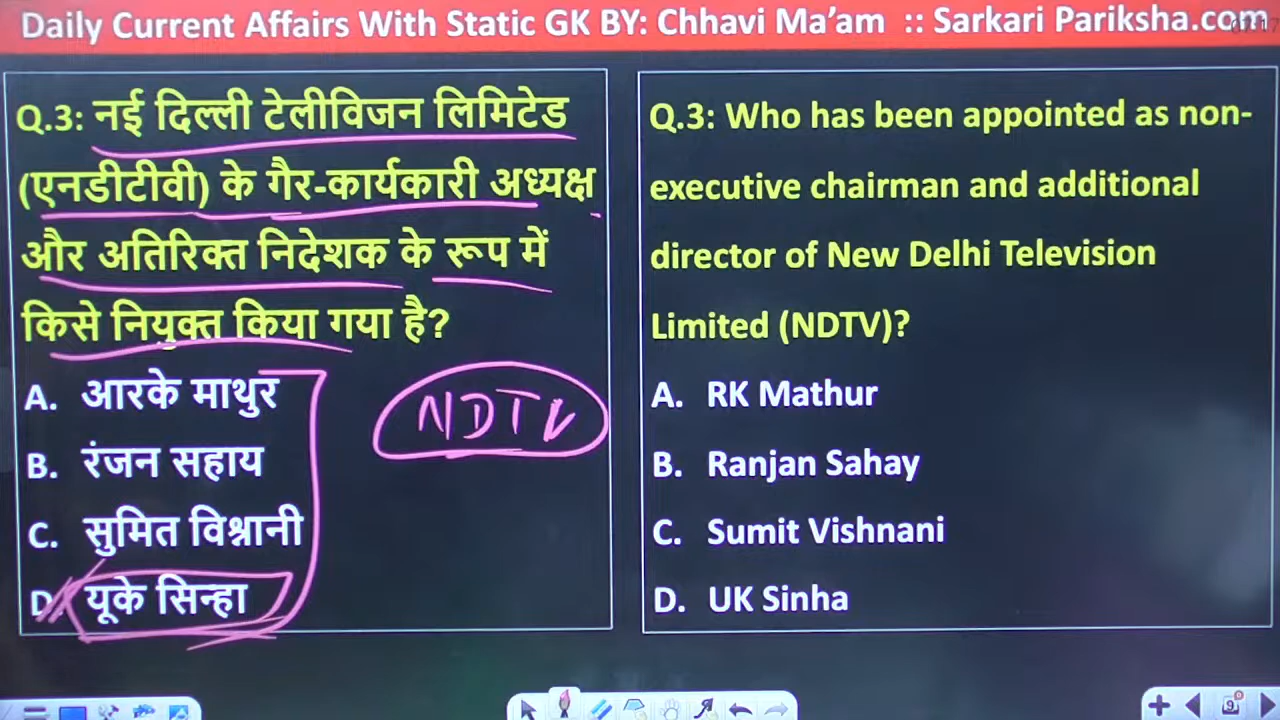 Daily Current Affairs With Static GK BY: Chhavi Ma’am :: Sarkari Pariksha.com
Q.3: नई दिल्ली टेलीविजन लिमिटेड
(एनडीटीवी) के गैर-कार्यकारी अध्यक्ष
और अतिरिक्त निदेशक के रूप में
किसे नियुक्त किया गया है?
A. आरके माथुर
B. रंजन सहाय
C. सुमित विश्नानी
D. यूके सिन्हा
NDTV
Q.3: Who has been appointed as non-
executive chairman and additional
director of New Delhi Television
Limited (NDTV)?
A. RK Mathur
B. Ranjan Sahay
C. Sumit Vishnani
D. UK Sinha
9